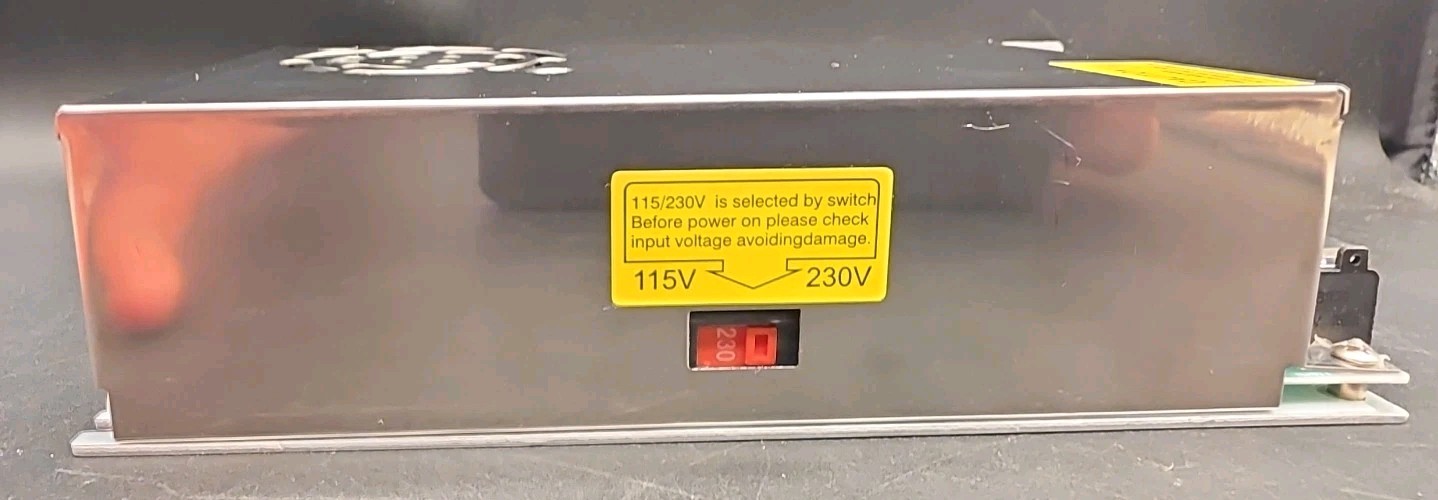 115/230V is selected by switch
Before power on please check
input voltage avoidingdamage.
115V 230V
230